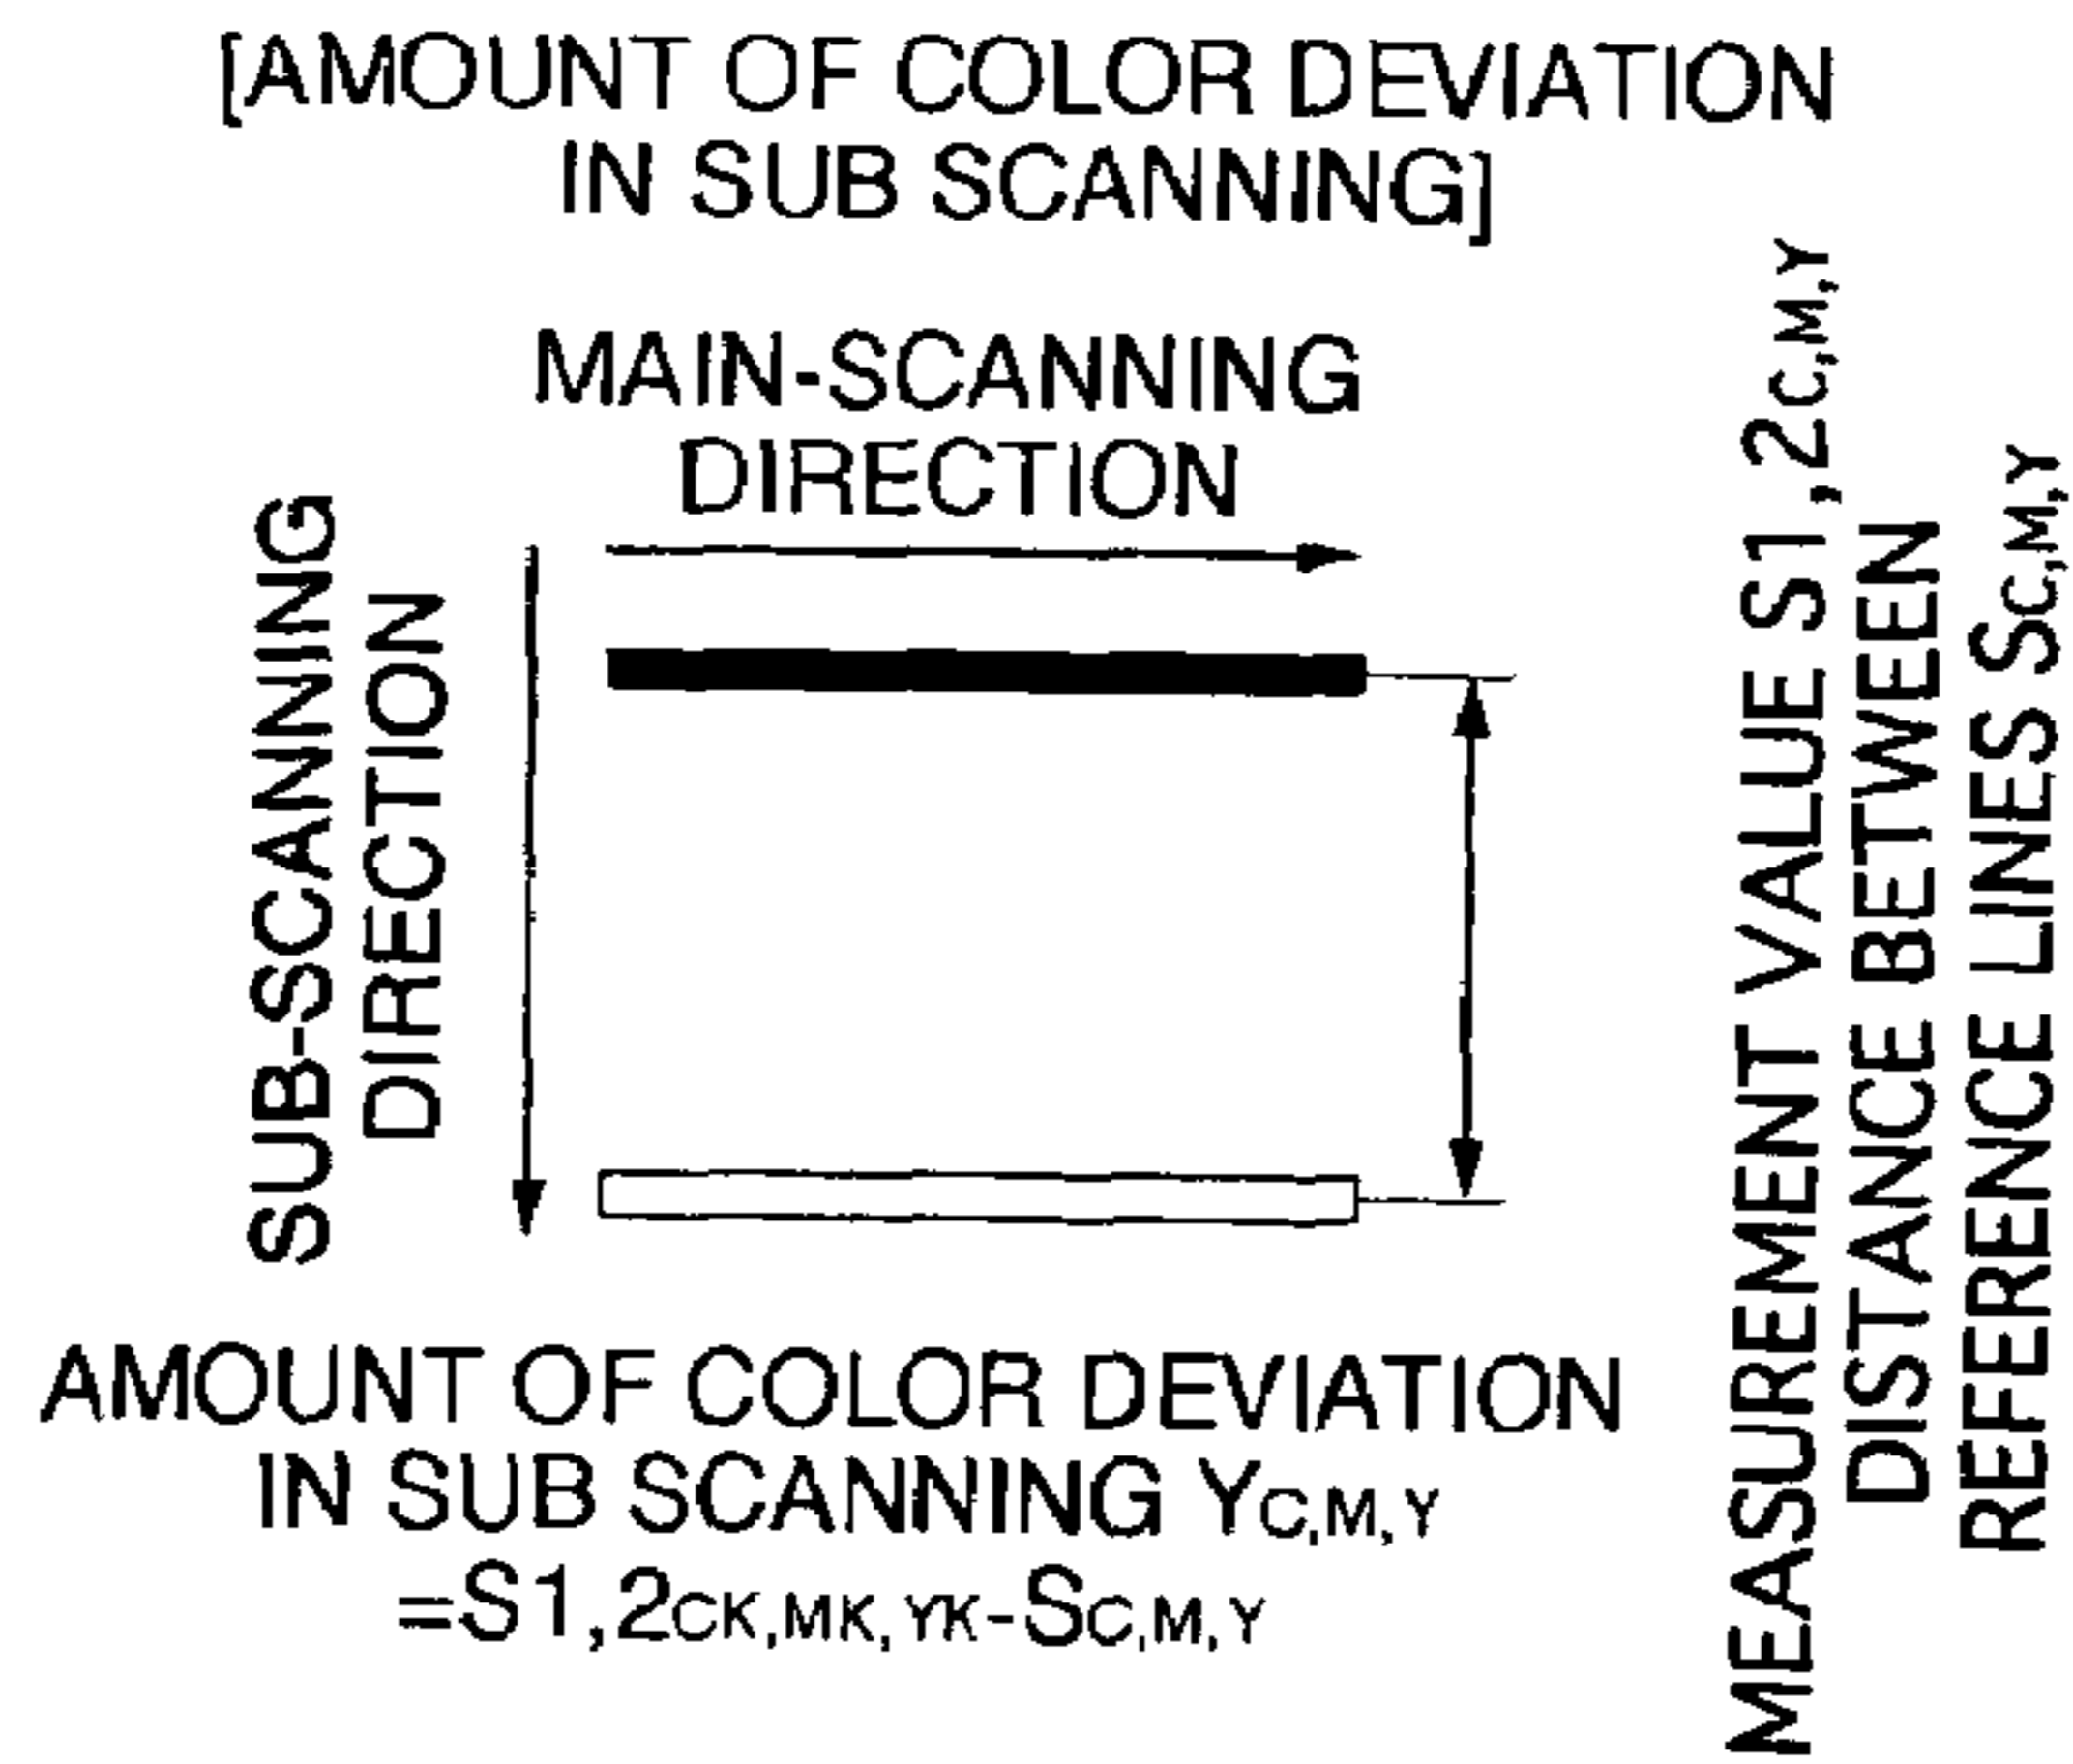 [AMOUNT OF COLOR DEVIATION
IN SUB SCANNING]
MAIN-SCANNING
DIRECTION
SUB-SCANNING
DIRECTION
MEASUREMENT VALUE S1,2C,M,Y
DISTANCE BETWEEN
REFERENCE LINES SC,M,Y
AMOUNT OF COLOR DEVIATION
IN SUB SCANNING YC,M,Y
=S1,2CK,MK,YK-SC,M,Y